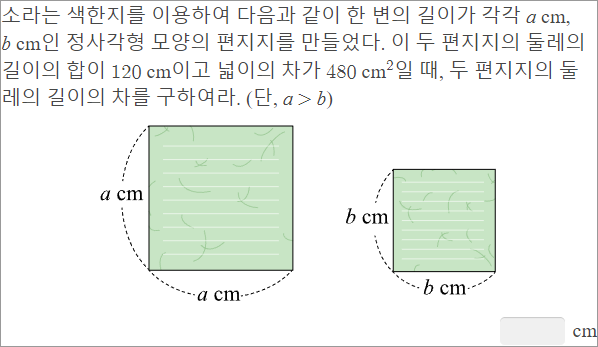 소라는 색한지를 이용하여 다음과 같이 한 변의 길이가 각각 a cm,
b cm인 정사각형 모양의 편지지를 만들었다. 이 두 편지지의 둘레의
길이의 합이 120 cm이고 넓이의 차가 480 cm²일 때, 두 편지지의 둘
레의 길이의 차를 구하여라. (단, a > b)
a cm
b cm
a cm
b cm
cm